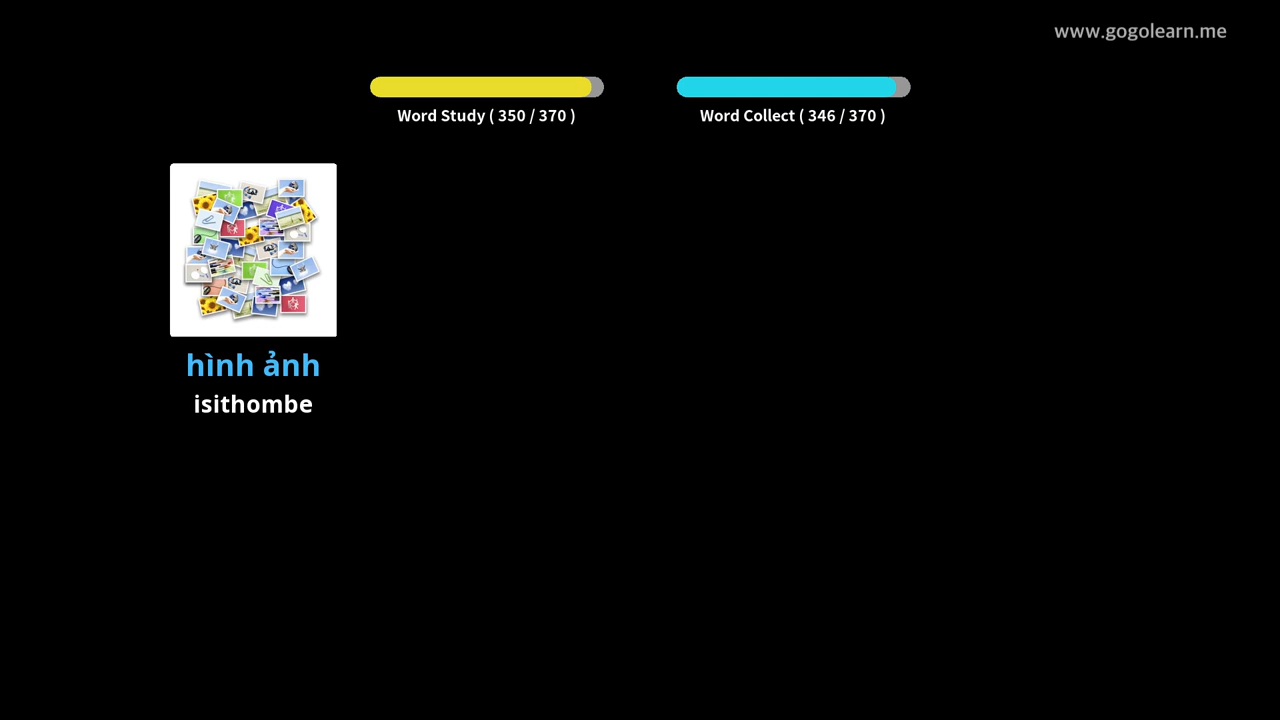 www.gogolearn.me
Word Study ( 350 / 370 )
Word Collect ( 346 / 370 )
hình ảnh
isithombe